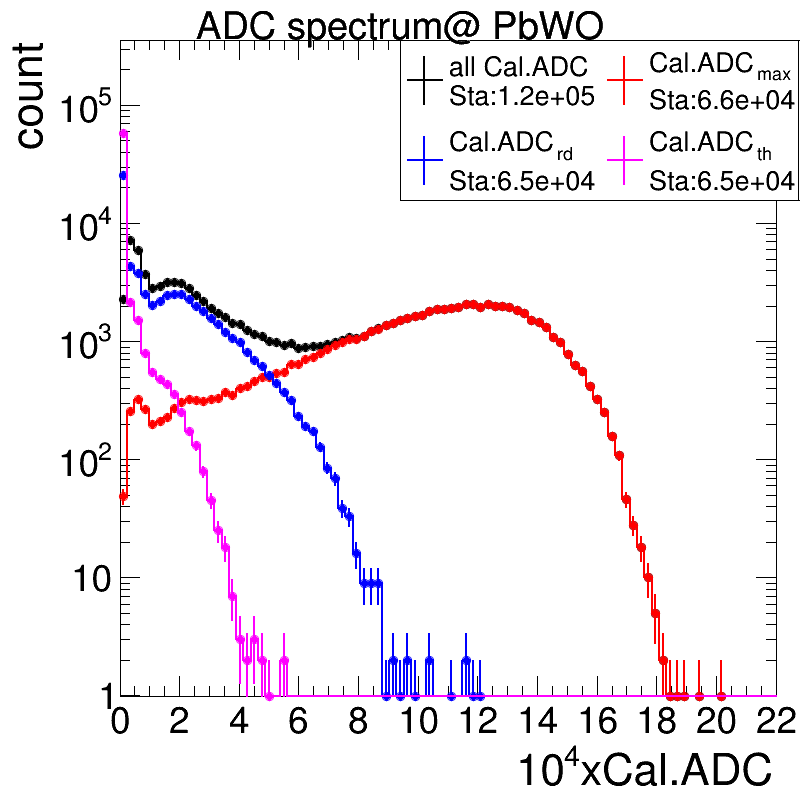 ADC spectrum@ PbWO
count
all Cal.ADC
Sta:1.2e+05
Cal.ADC_max
Sta:6.6e+04
Cal.ADC_rd
Sta:6.5e+04
Cal.ADC_th
Sta:6.5e+04
10^5
10^4
10^3
10^2
10
1
0 2 4 6 8 10 12 14 16 18 20 22
10^4xCal.ADC